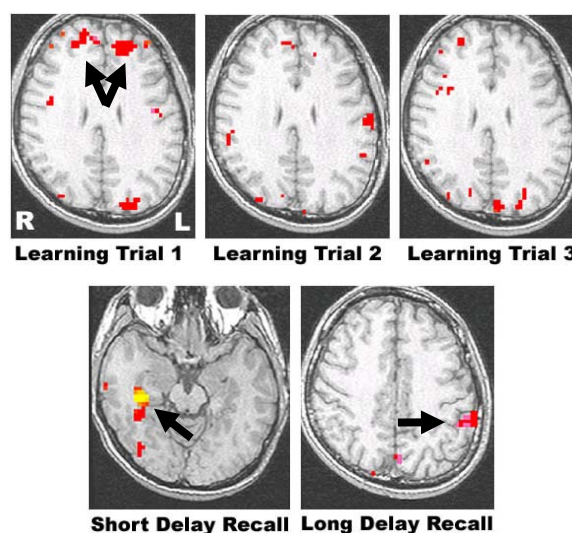 R L
Learning Trial 1
Learning Trial 2
Learning Trial 3
Short Delay Recall
Long Delay Recall